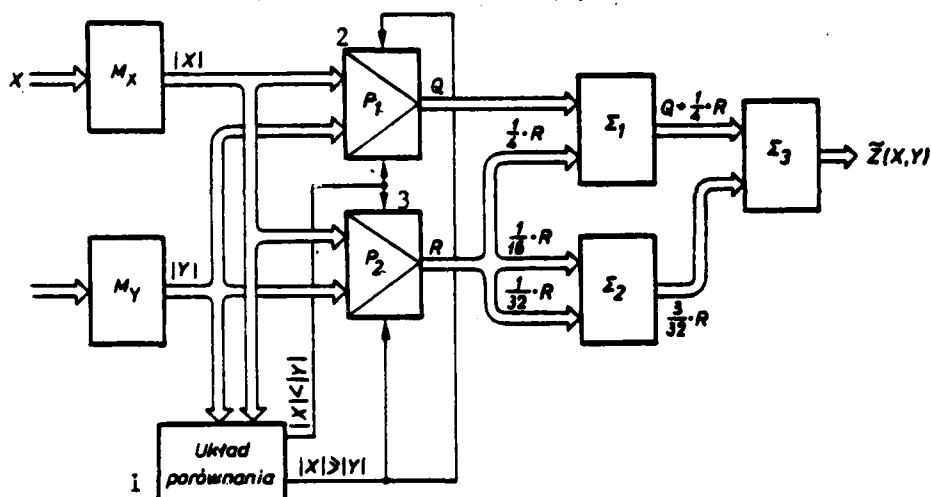 X
M_X
|X|
2
P_1
Q
Σ_1
Q + 1/4 · R
Σ_3
Z̃(X,Y)
1/4 · R
3
M_Y
|Y|
P_2
R
1/16 · R
1/32 · R
Σ_2
3/32 · R
|X|<|Y|
1
Układ
porównania
|X|⩾|Y|